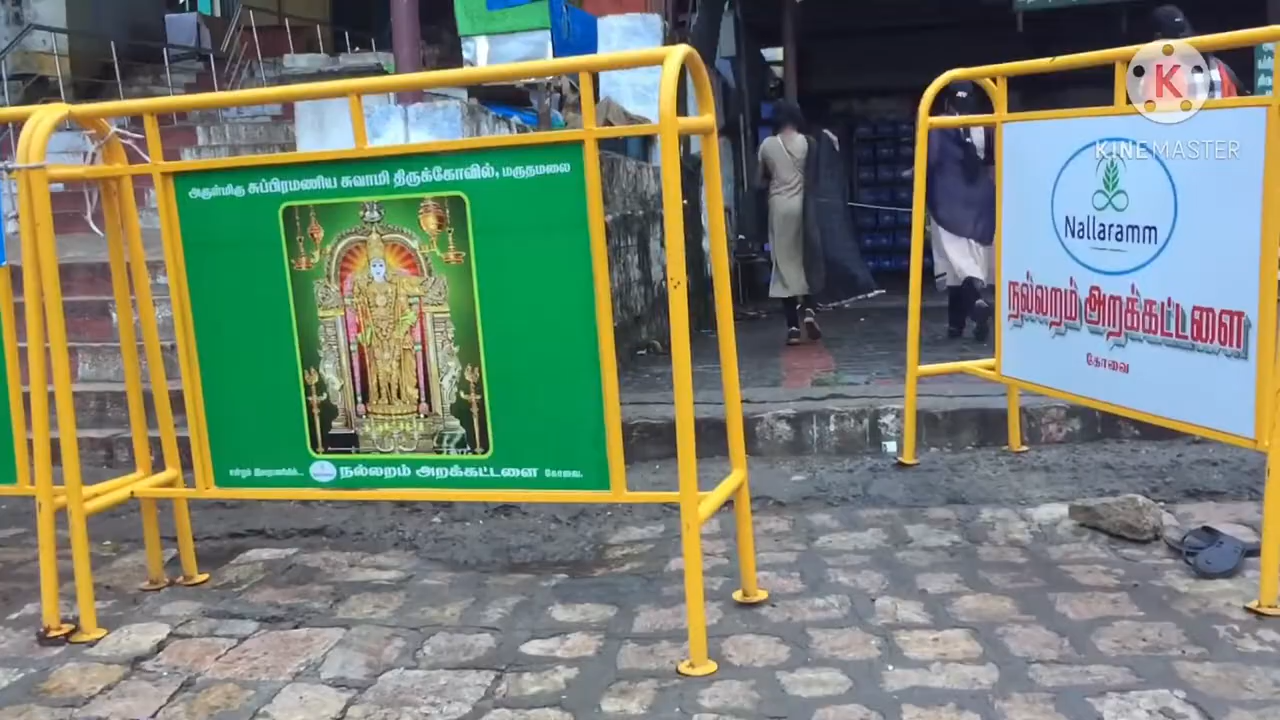 அருள்மிகு சுப்பிரமணிய சுவாமி திருக்கோவில், மருதமலை
நல்லறம் அறக்கட்டளை கோவை.
K
KINEMASTER
Nallaramm
நல்லறம் அறக்கட்டளை
கோவை